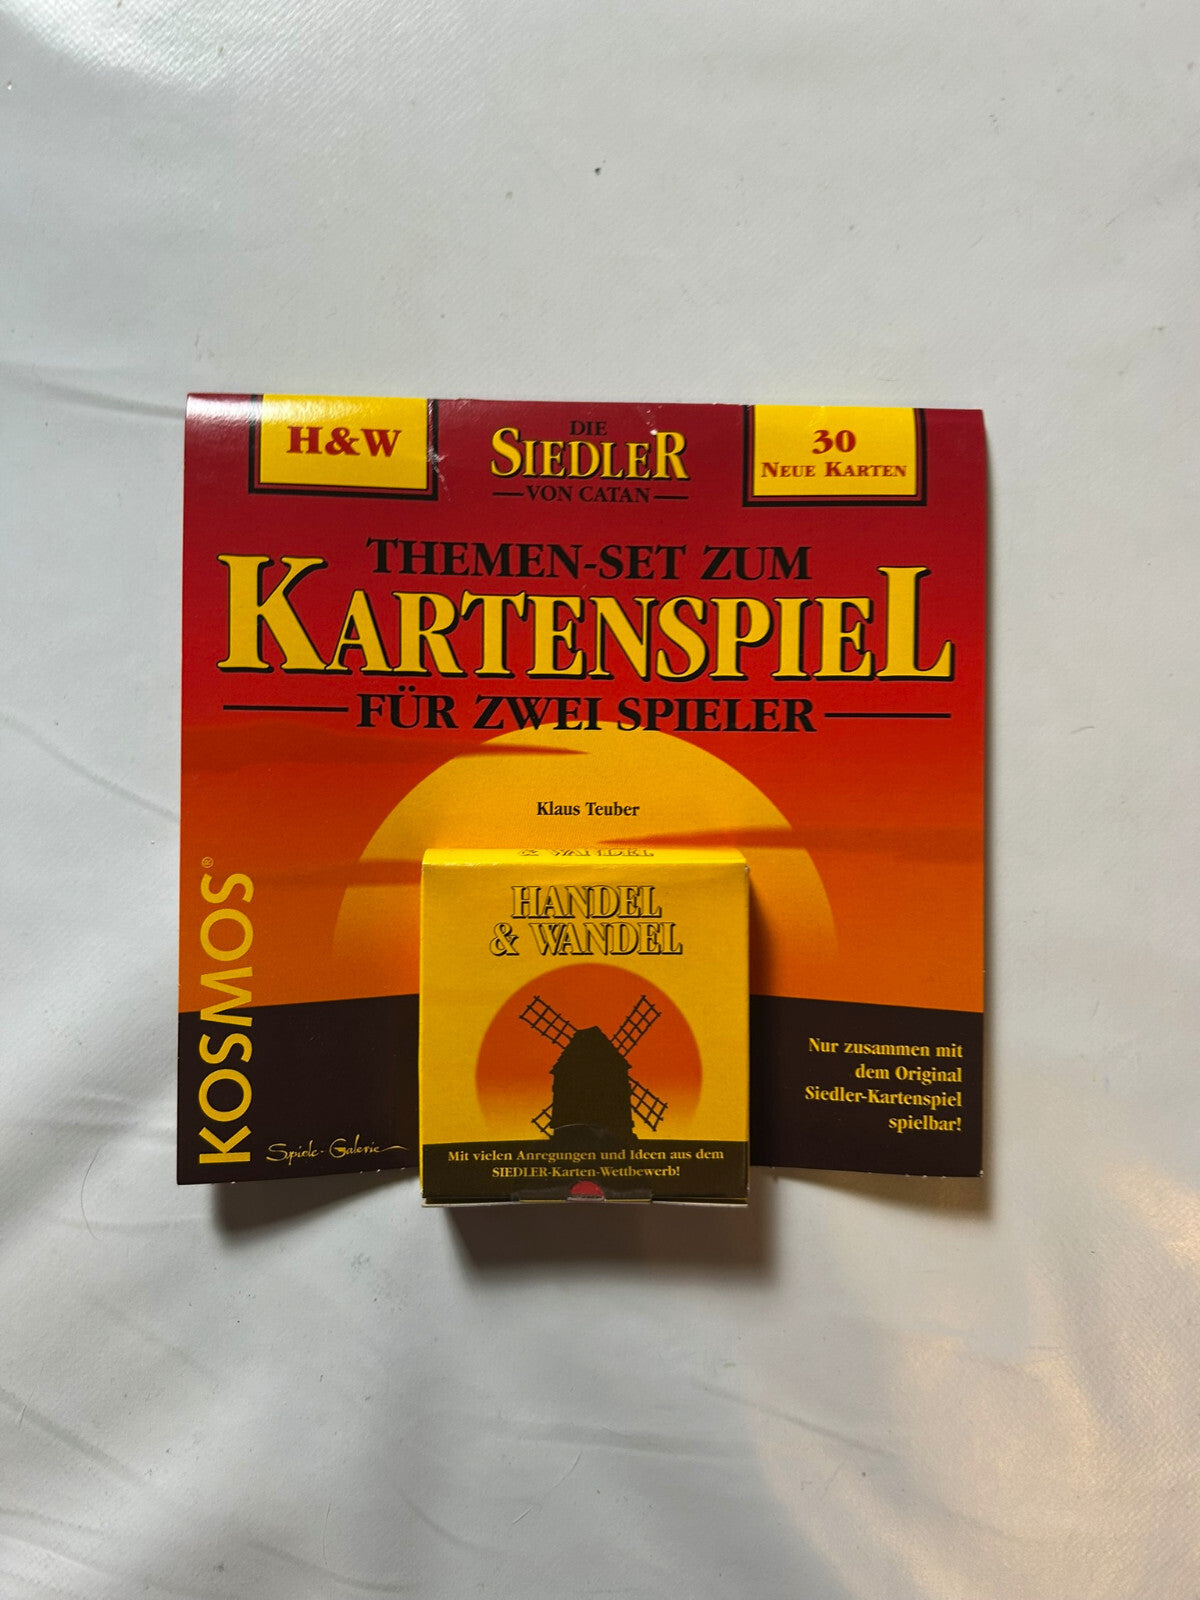 H&W
DIE
SIEDLER
VON CATAN
30
NEUE KARTEN
THEMEN-SET ZUM
KARTENSPIEL
FÜR ZWEI SPIELER
Klaus Teuber
& WANDEL
HANDEL
& WANDEL
KOSMOS®
Spiele-Galerie
Nur zusammen mit
dem Original
Siedler-Kartenspiel
spielbar!
Mit vielen Anregungen und Ideen aus dem
SIEDLER-Karten-Wettbewerb!